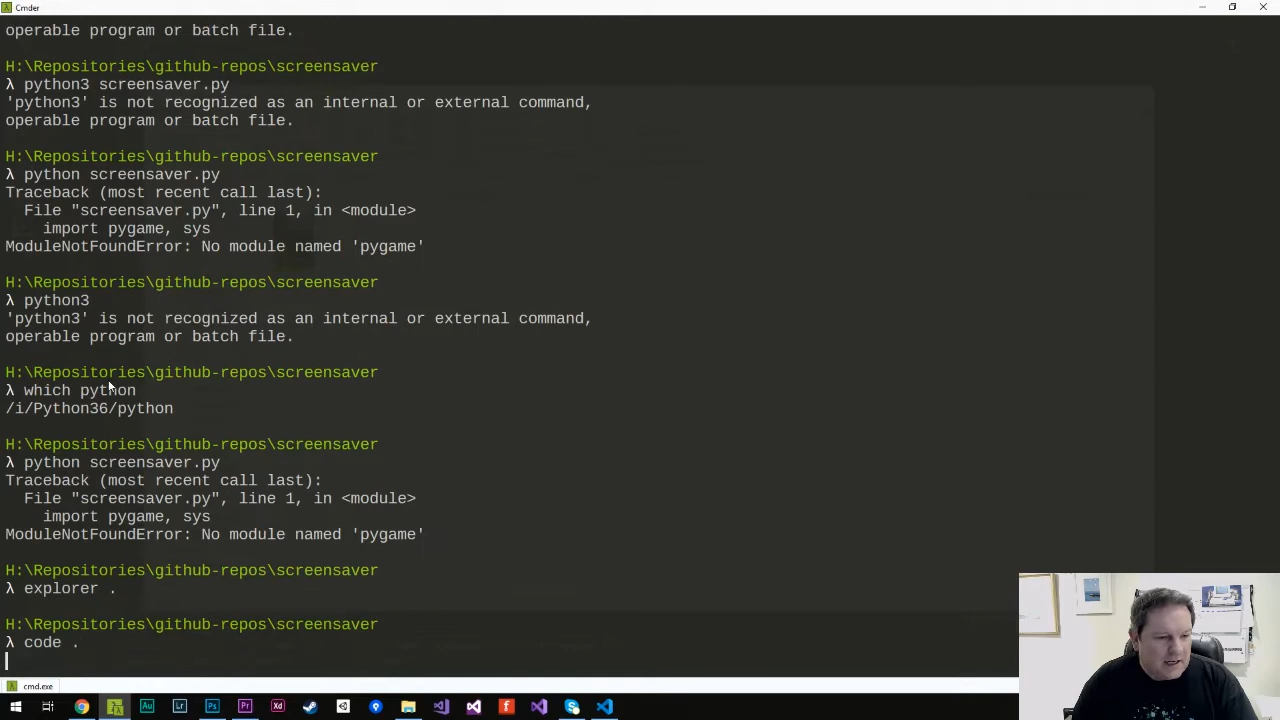 Cmder
operable program or batch file.
H:\Repositories\github-repos\screensaver
λ python3 screensaver.py
'python3' is not recognized as an internal or external command,
operable program or batch file.
H:\Repositories\github-repos\screensaver
λ python screensaver.py
Traceback (most recent call last):
File "screensaver.py", line 1, in <module>
import pygame, sys
ModuleNotFoundError: No module named 'pygame'
H:\Repositories\github-repos\screensaver
λ python3
'python3' is not recognized as an internal or external command,
operable program or batch file.
H:\Repositories\github-repos\screensaver
λ which python
/i/Python36/python
H:\Repositories\github-repos\screensaver
λ python screensaver.py
Traceback (most recent call last):
File "screensaver.py", line 1, in <module>
import pygame, sys
ModuleNotFoundError: No module named 'pygame'
H:\Repositories\github-repos\screensaver
λ explorer .
H:\Repositories\github-repos\screensaver
λ code .
cmd.exe
Au Lr Ps Pr Xd f